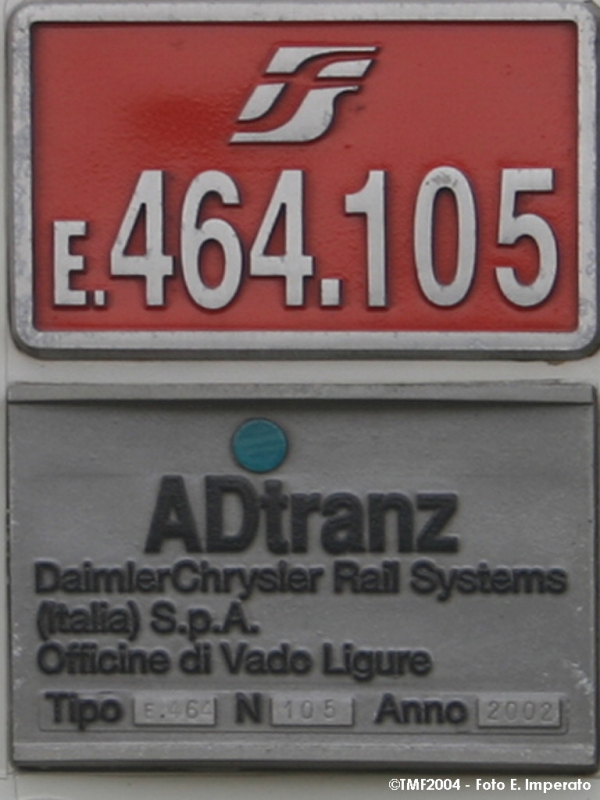 E.464.105
ADtranz
DaimlerChrysler Rail Systems
(Italia) S.p.A.
Officine di Vado Ligure
Tipo E.464 N 105 Anno 2002
©TMF2004 - Foto E. Imperato